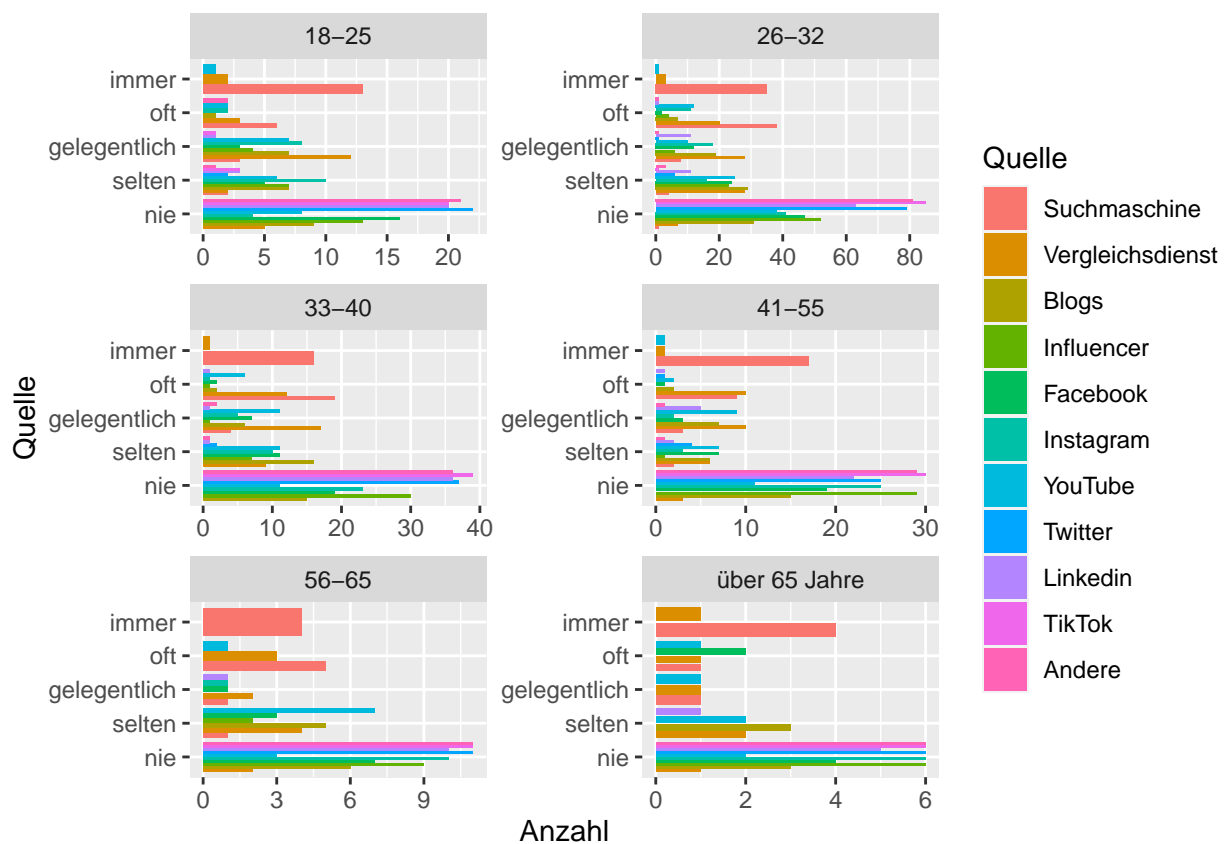 18−25
immer
oft
gelegentlich
selten
nie
0 5 10 15 20
26−32
immer
oft
gelegentlich
selten
nie
0 20 40 60 80
33−40
immer
oft
gelegentlich
selten
nie
0 10 20 30 40
41−55
immer
oft
gelegentlich
selten
nie
0 10 20 30
56−65
immer
oft
gelegentlich
selten
nie
0 3 6 9
über 65 Jahre
immer
oft
gelegentlich
selten
nie
0 2 4 6
Quelle
Anzahl
Quelle
Suchmaschine
Vergleichsdienst
Blogs
Influencer
Facebook
Instagram
YouTube
Twitter
Linkedin
TikTok
Andere